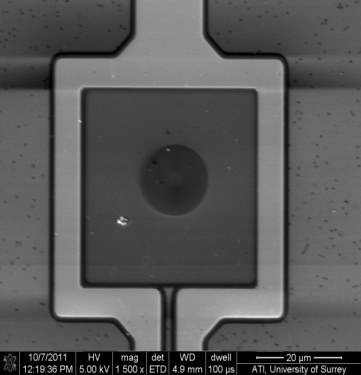 10/7/2011 HV mag det WD dwell 20 µm
12:19:36 PM 5.00 kV 1 500 x ETD 4.9 mm 100 µs ATI, University of Surrey